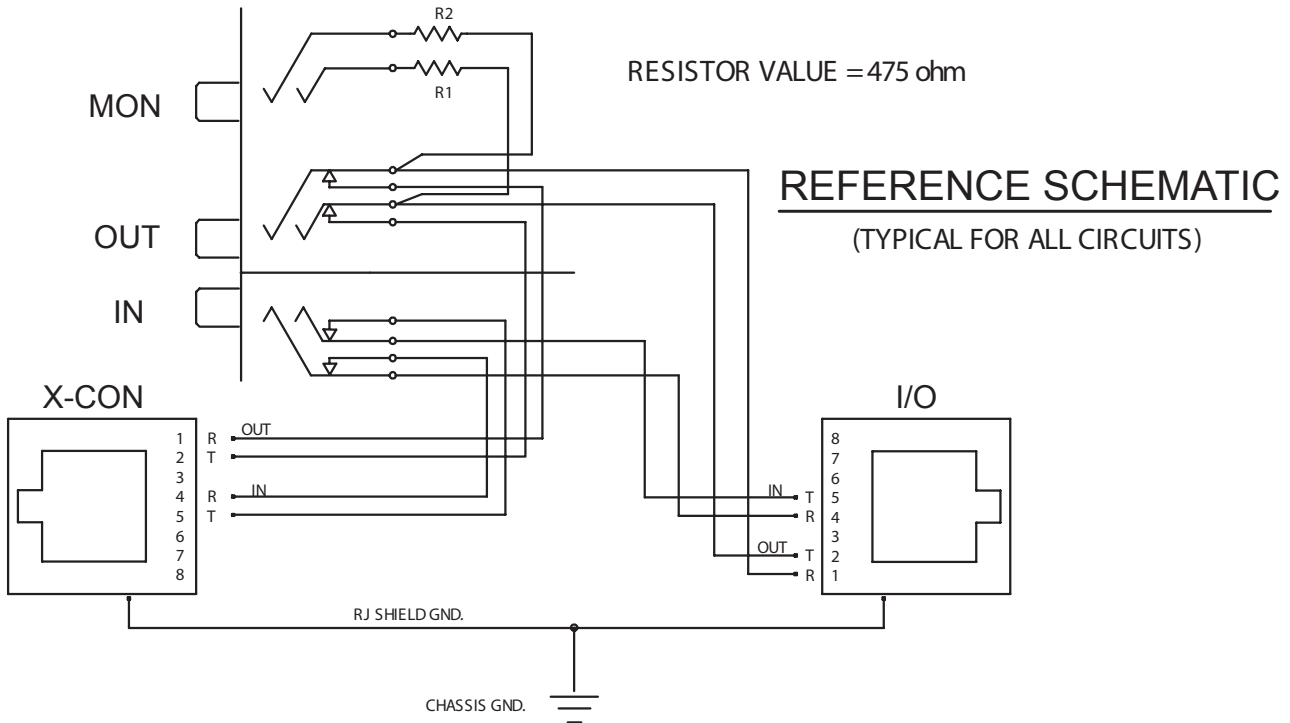 R2
RESISTOR VALUE = 475 ohm
R1
MON
REFERENCE SCHEMATIC
(TYPICAL FOR ALL CIRCUITS)
OUT
IN
X-CON
1 R OUT
2 T
3
4 R IN
5 T
6
7
8
I/O
8
7
6
IN T 5
R 4
3
OUT T 2
R 1
RJ SHIELD GND.
CHASSIS GND.